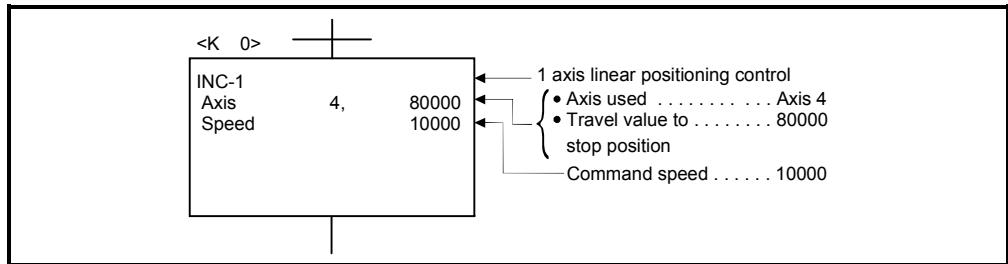 <K 0>
INC-1
Axis 4, 80000
Speed 10000
1 axis linear positioning control
• Axis used . . . . . . . . . . . Axis 4
• Travel value to . . . . . . . . 80000
stop position
Command speed . . . . . . 10000